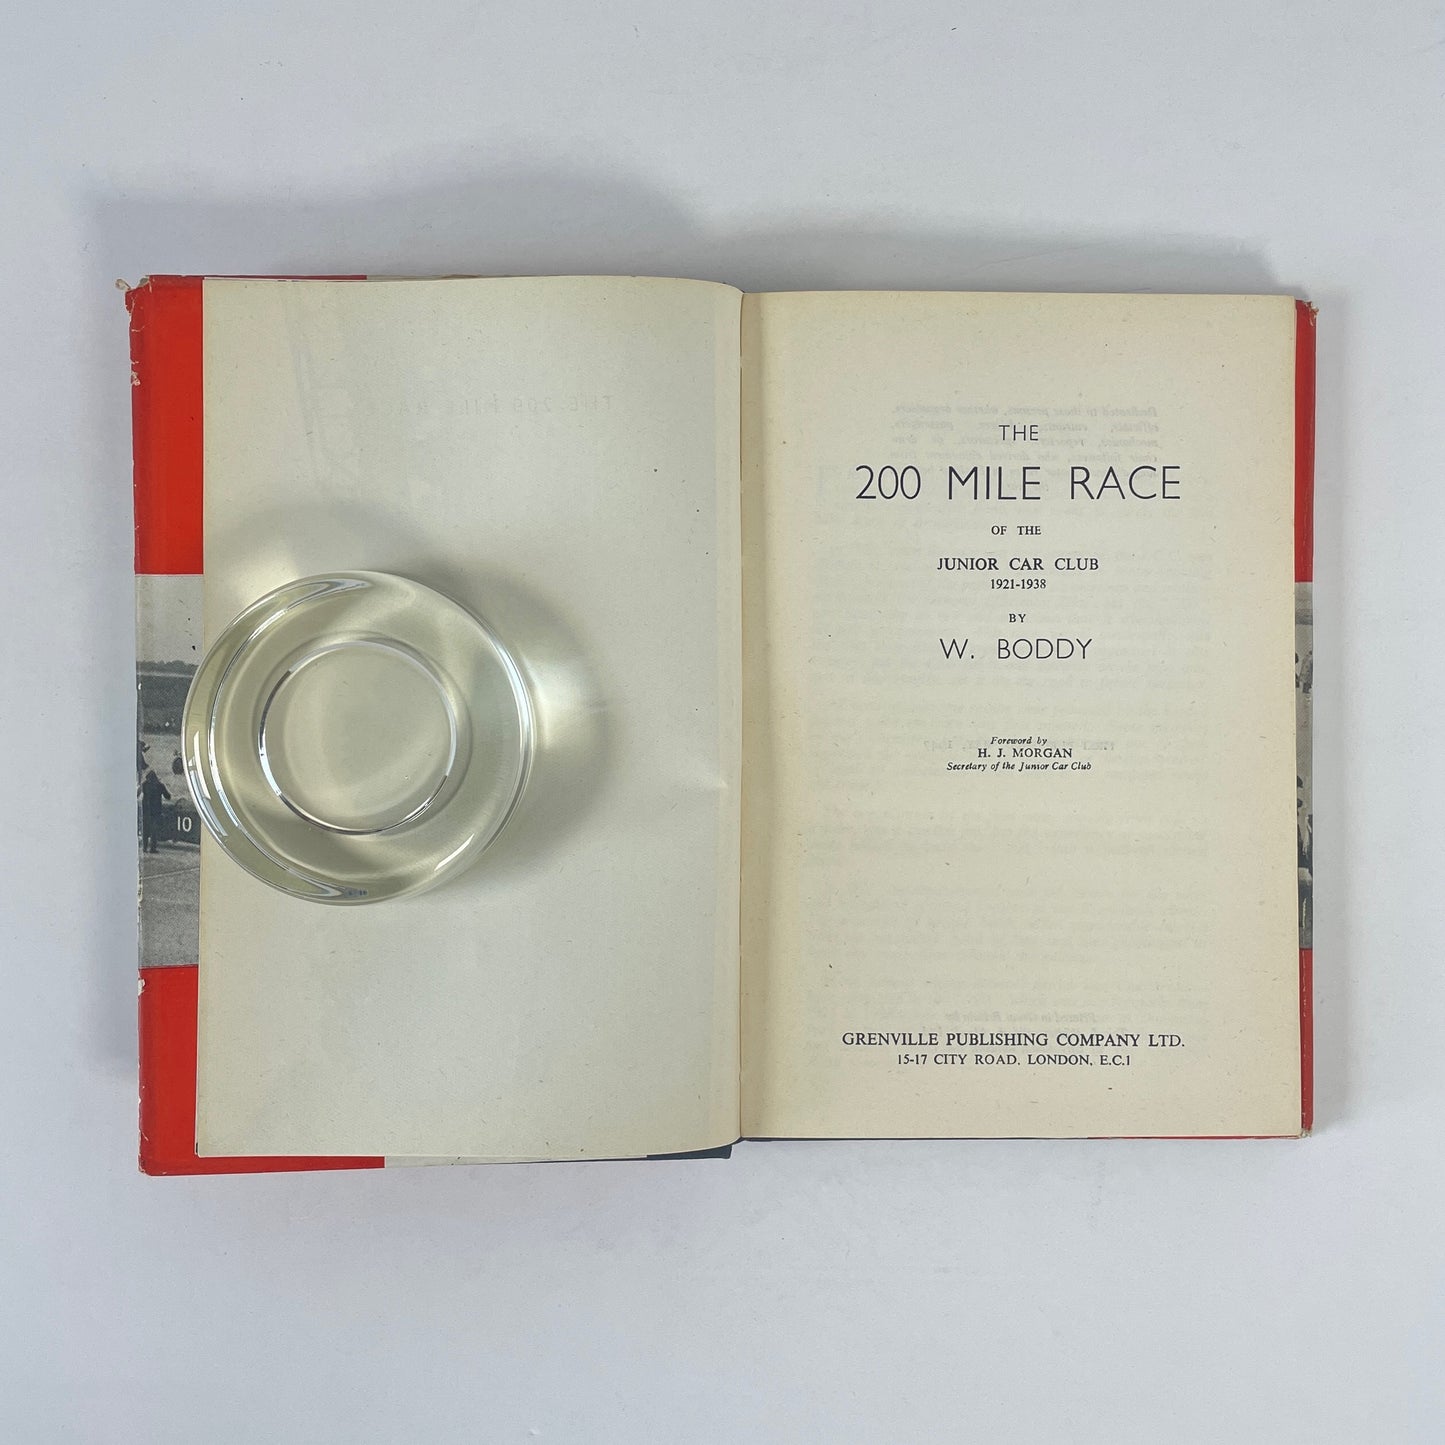 10
THE
200 MILE RACE
OF THE
JUNIOR CAR CLUB
1921-1938
BY
W. BODDY
Foreword by
H. J. MORGAN
Secretary of the Junior Car Club
GRENVILLE PUBLISHING COMPANY LTD.
15-17 CITY ROAD, LONDON, E.C.1